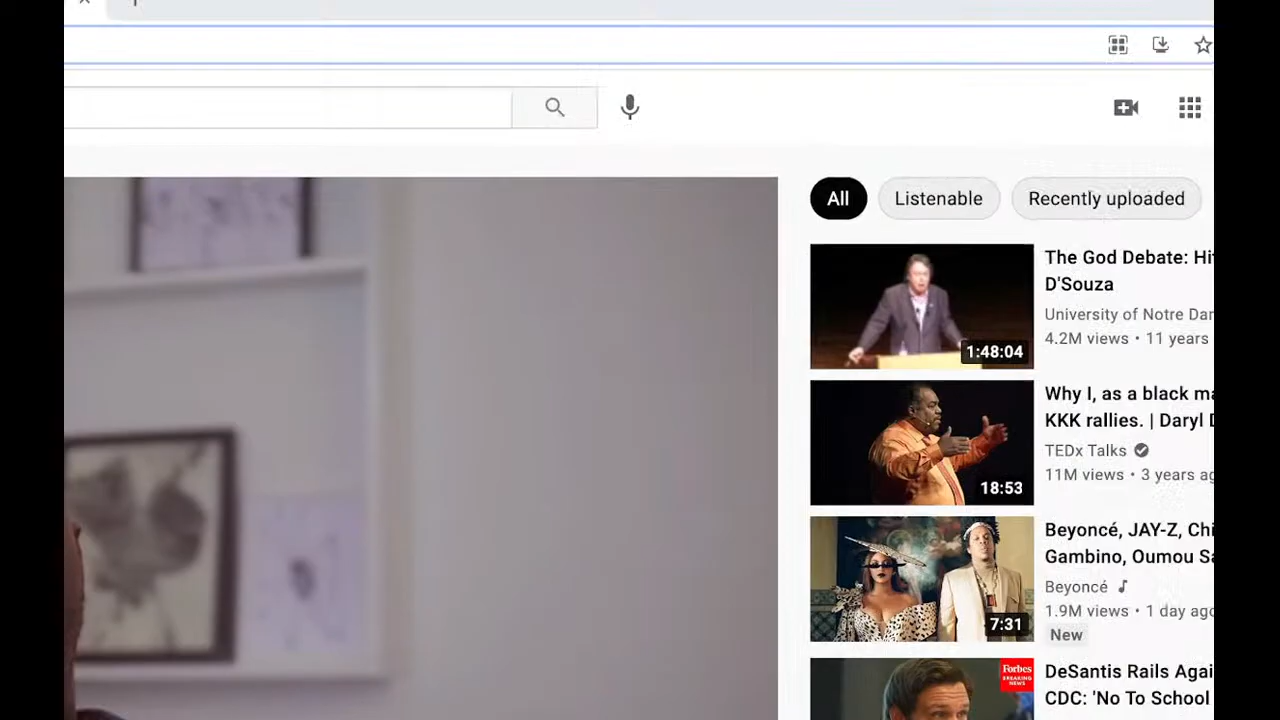 All
Listenable
Recently uploaded
1:48:04
The God Debate: Hit
D'Souza
University of Notre Dar
4.2M views • 11 years
18:53
Why I, as a black ma
KKK rallies. | Daryl D
TEDx Talks
11M views • 3 years ag
7:31
Beyoncé, JAY-Z, Chi
Gambino, Oumou Sa
Beyoncé
1.9M views • 1 day ago
New
Forbes
BREAKING
NEWS
DeSantis Rails Agai
CDC: 'No To School